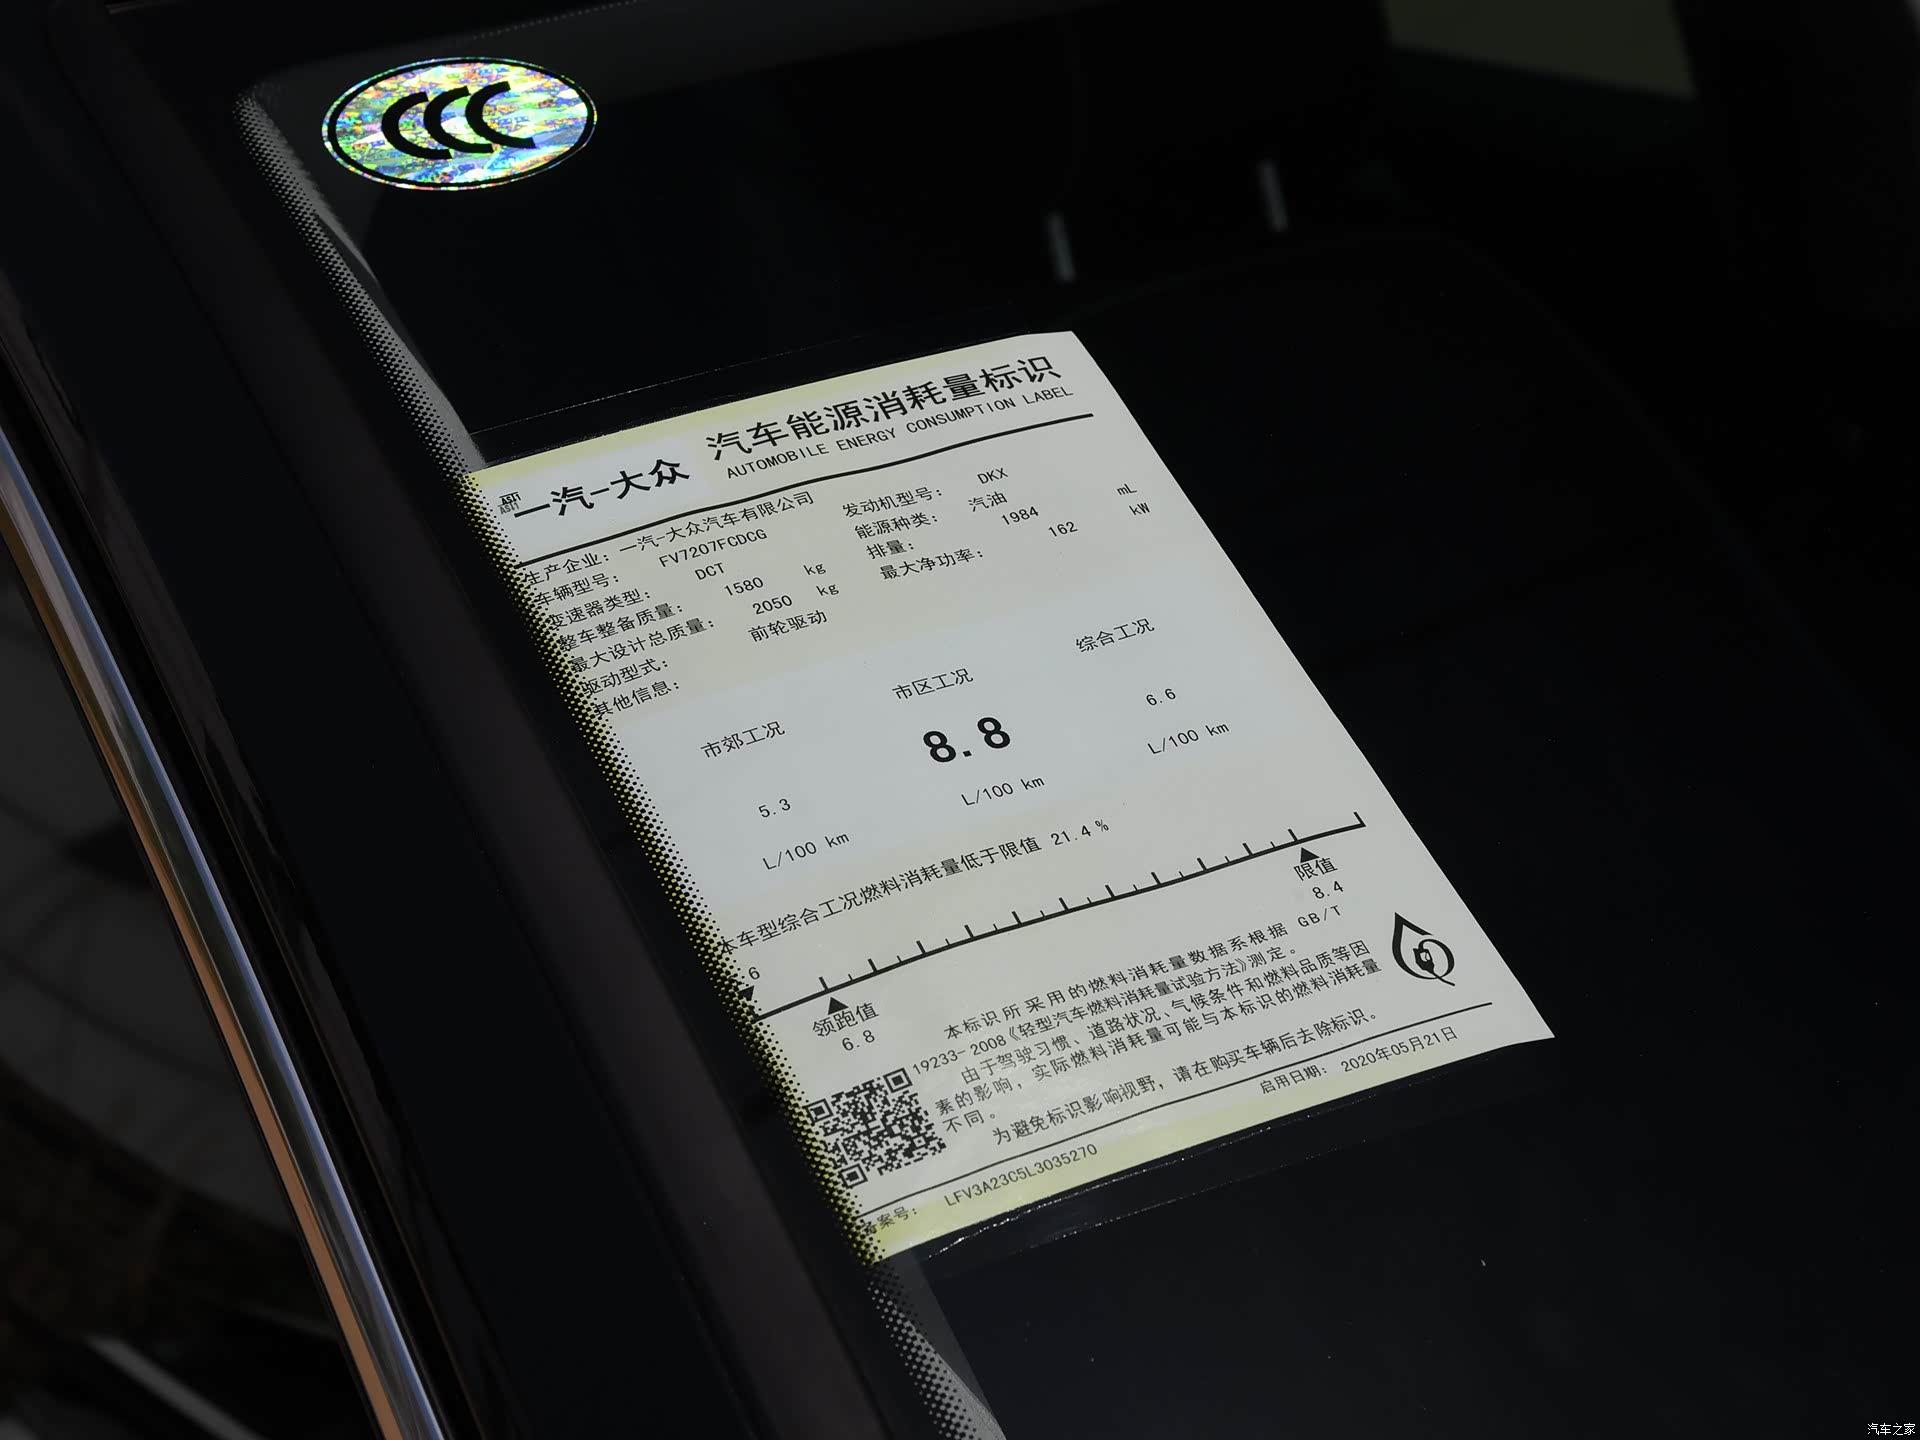 CCC
一汽-大众
汽车能源消耗量标识
AUTOMOBILE ENERGY CONSUMPTION LABEL
生产企业： 一汽-大众汽车有限公司
车辆型号： FV7207FCDCG
变速器类型： DCT
整车整备质量： 1580 kg
最大设计总质量： 2050 kg
驱动型式： 前轮驱动
其他信息：
发动机型号： DKX
能源种类： 汽油
排量： 1984 mL
最大净功率： 162 kW
市郊工况
5.3
L/100 km
市区工况
8.8
L/100 km
综合工况
6.6
L/100 km
本车型综合工况燃料消耗量低于限值 21.4 %
.6
领跑值
6.8
限值
8.4
本标识所采用的燃料消耗量数据系根据 GB/T
19233-2008《轻型汽车燃料消耗量试验方法》测定。
由于驾驶习惯、道路状况、气候条件和燃料品质等因
素的影响，实际燃料消耗量可能与本标识的燃料消耗量
不同。
为避免标识影响视野，请在购买车辆后去除标识。
启用日期： 2020年05月21日
备案号： LFV3A23C5L3035270
汽车之家